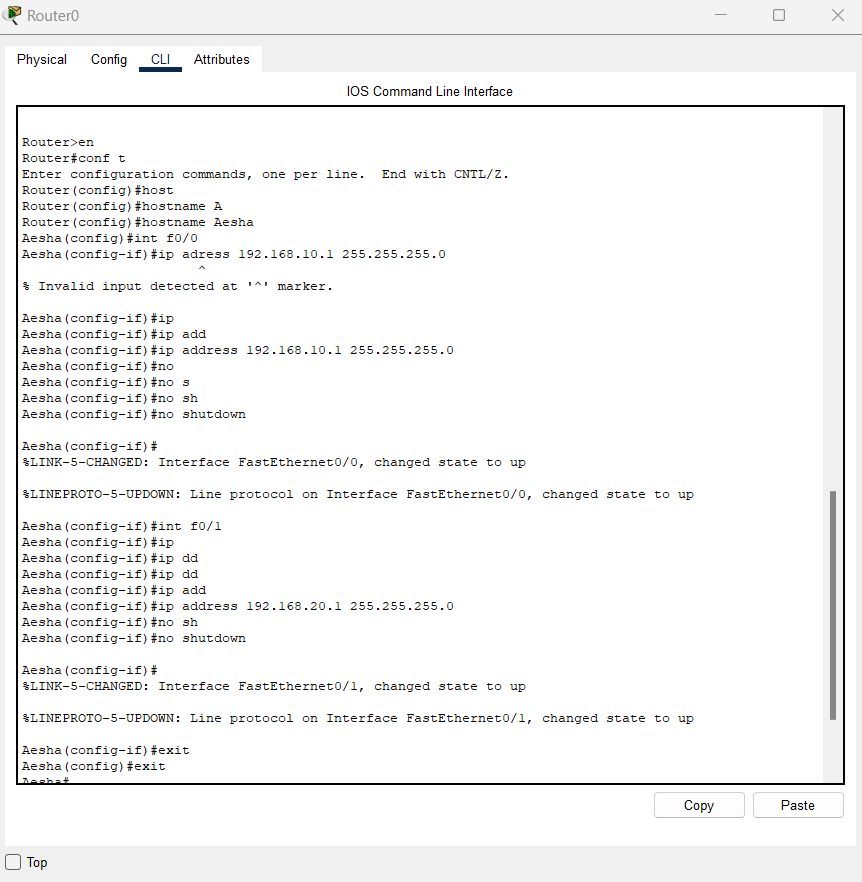 Router0
Physical Config CLI Attributes
IOS Command Line Interface
Router>en
Router#conf t
Enter configuration commands, one per line.  End with CNTL/Z.
Router(config)#host
Router(config)#hostname A
Router(config)#hostname Aesha
Aesha(config)#int f0/0
Aesha(config-if)#ip adress 192.168.10.1 255.255.255.0
^
% Invalid input detected at '^' marker.
Aesha(config-if)#ip
Aesha(config-if)#ip add
Aesha(config-if)#ip address 192.168.10.1 255.255.255.0
Aesha(config-if)#no
Aesha(config-if)#no s
Aesha(config-if)#no sh
Aesha(config-if)#no shutdown
Aesha(config-if)#
%LINK-5-CHANGED: Interface FastEthernet0/0, changed state to up
%LINEPROTO-5-UPDOWN: Line protocol on Interface FastEthernet0/0, changed state to up
Aesha(config-if)#int f0/1
Aesha(config-if)#ip
Aesha(config-if)#ip dd
Aesha(config-if)#ip dd
Aesha(config-if)#ip add
Aesha(config-if)#ip address 192.168.20.1 255.255.255.0
Aesha(config-if)#no sh
Aesha(config-if)#no shutdown
Aesha(config-if)#
%LINK-5-CHANGED: Interface FastEthernet0/1, changed state to up
%LINEPROTO-5-UPDOWN: Line protocol on Interface FastEthernet0/1, changed state to up
Aesha(config-if)#exit
Aesha(config)#exit
Aesha#
Copy Paste
Top